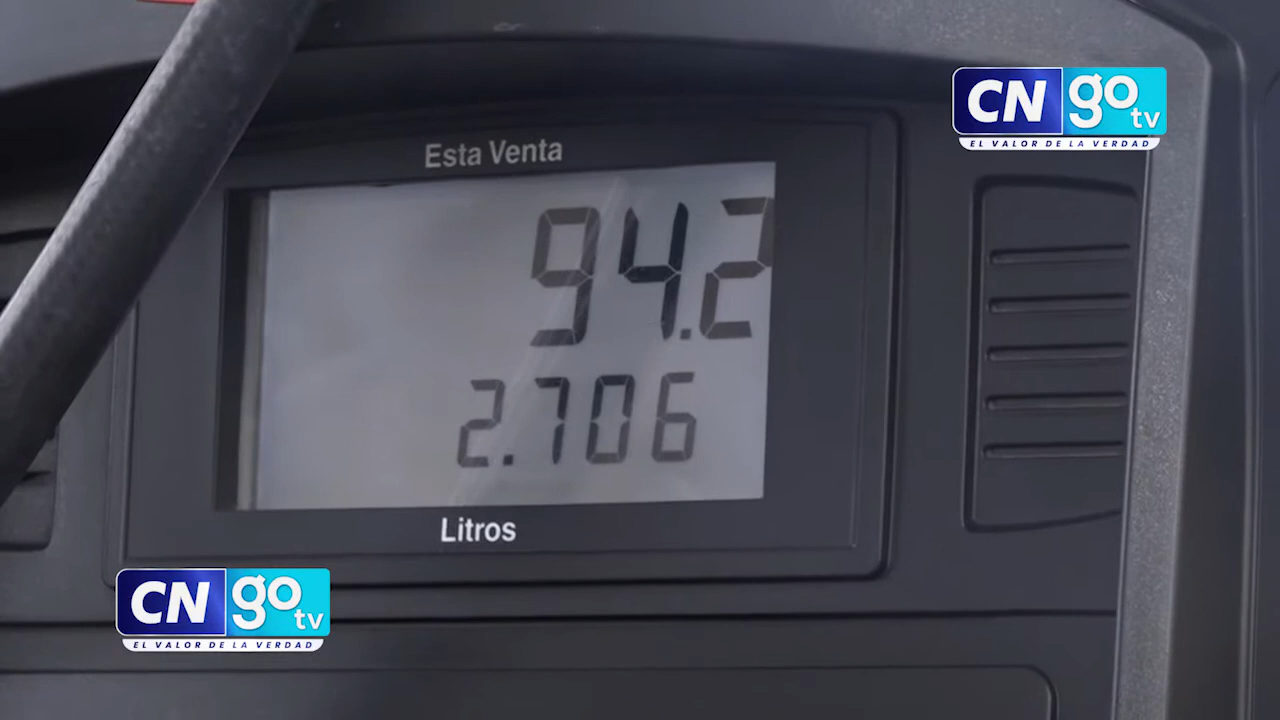 CN go tv
EL VALOR DE LA VERDAD
Esta Venta
94.2
2.706
Litros
CN go tv
EL VALOR DE LA VERDAD